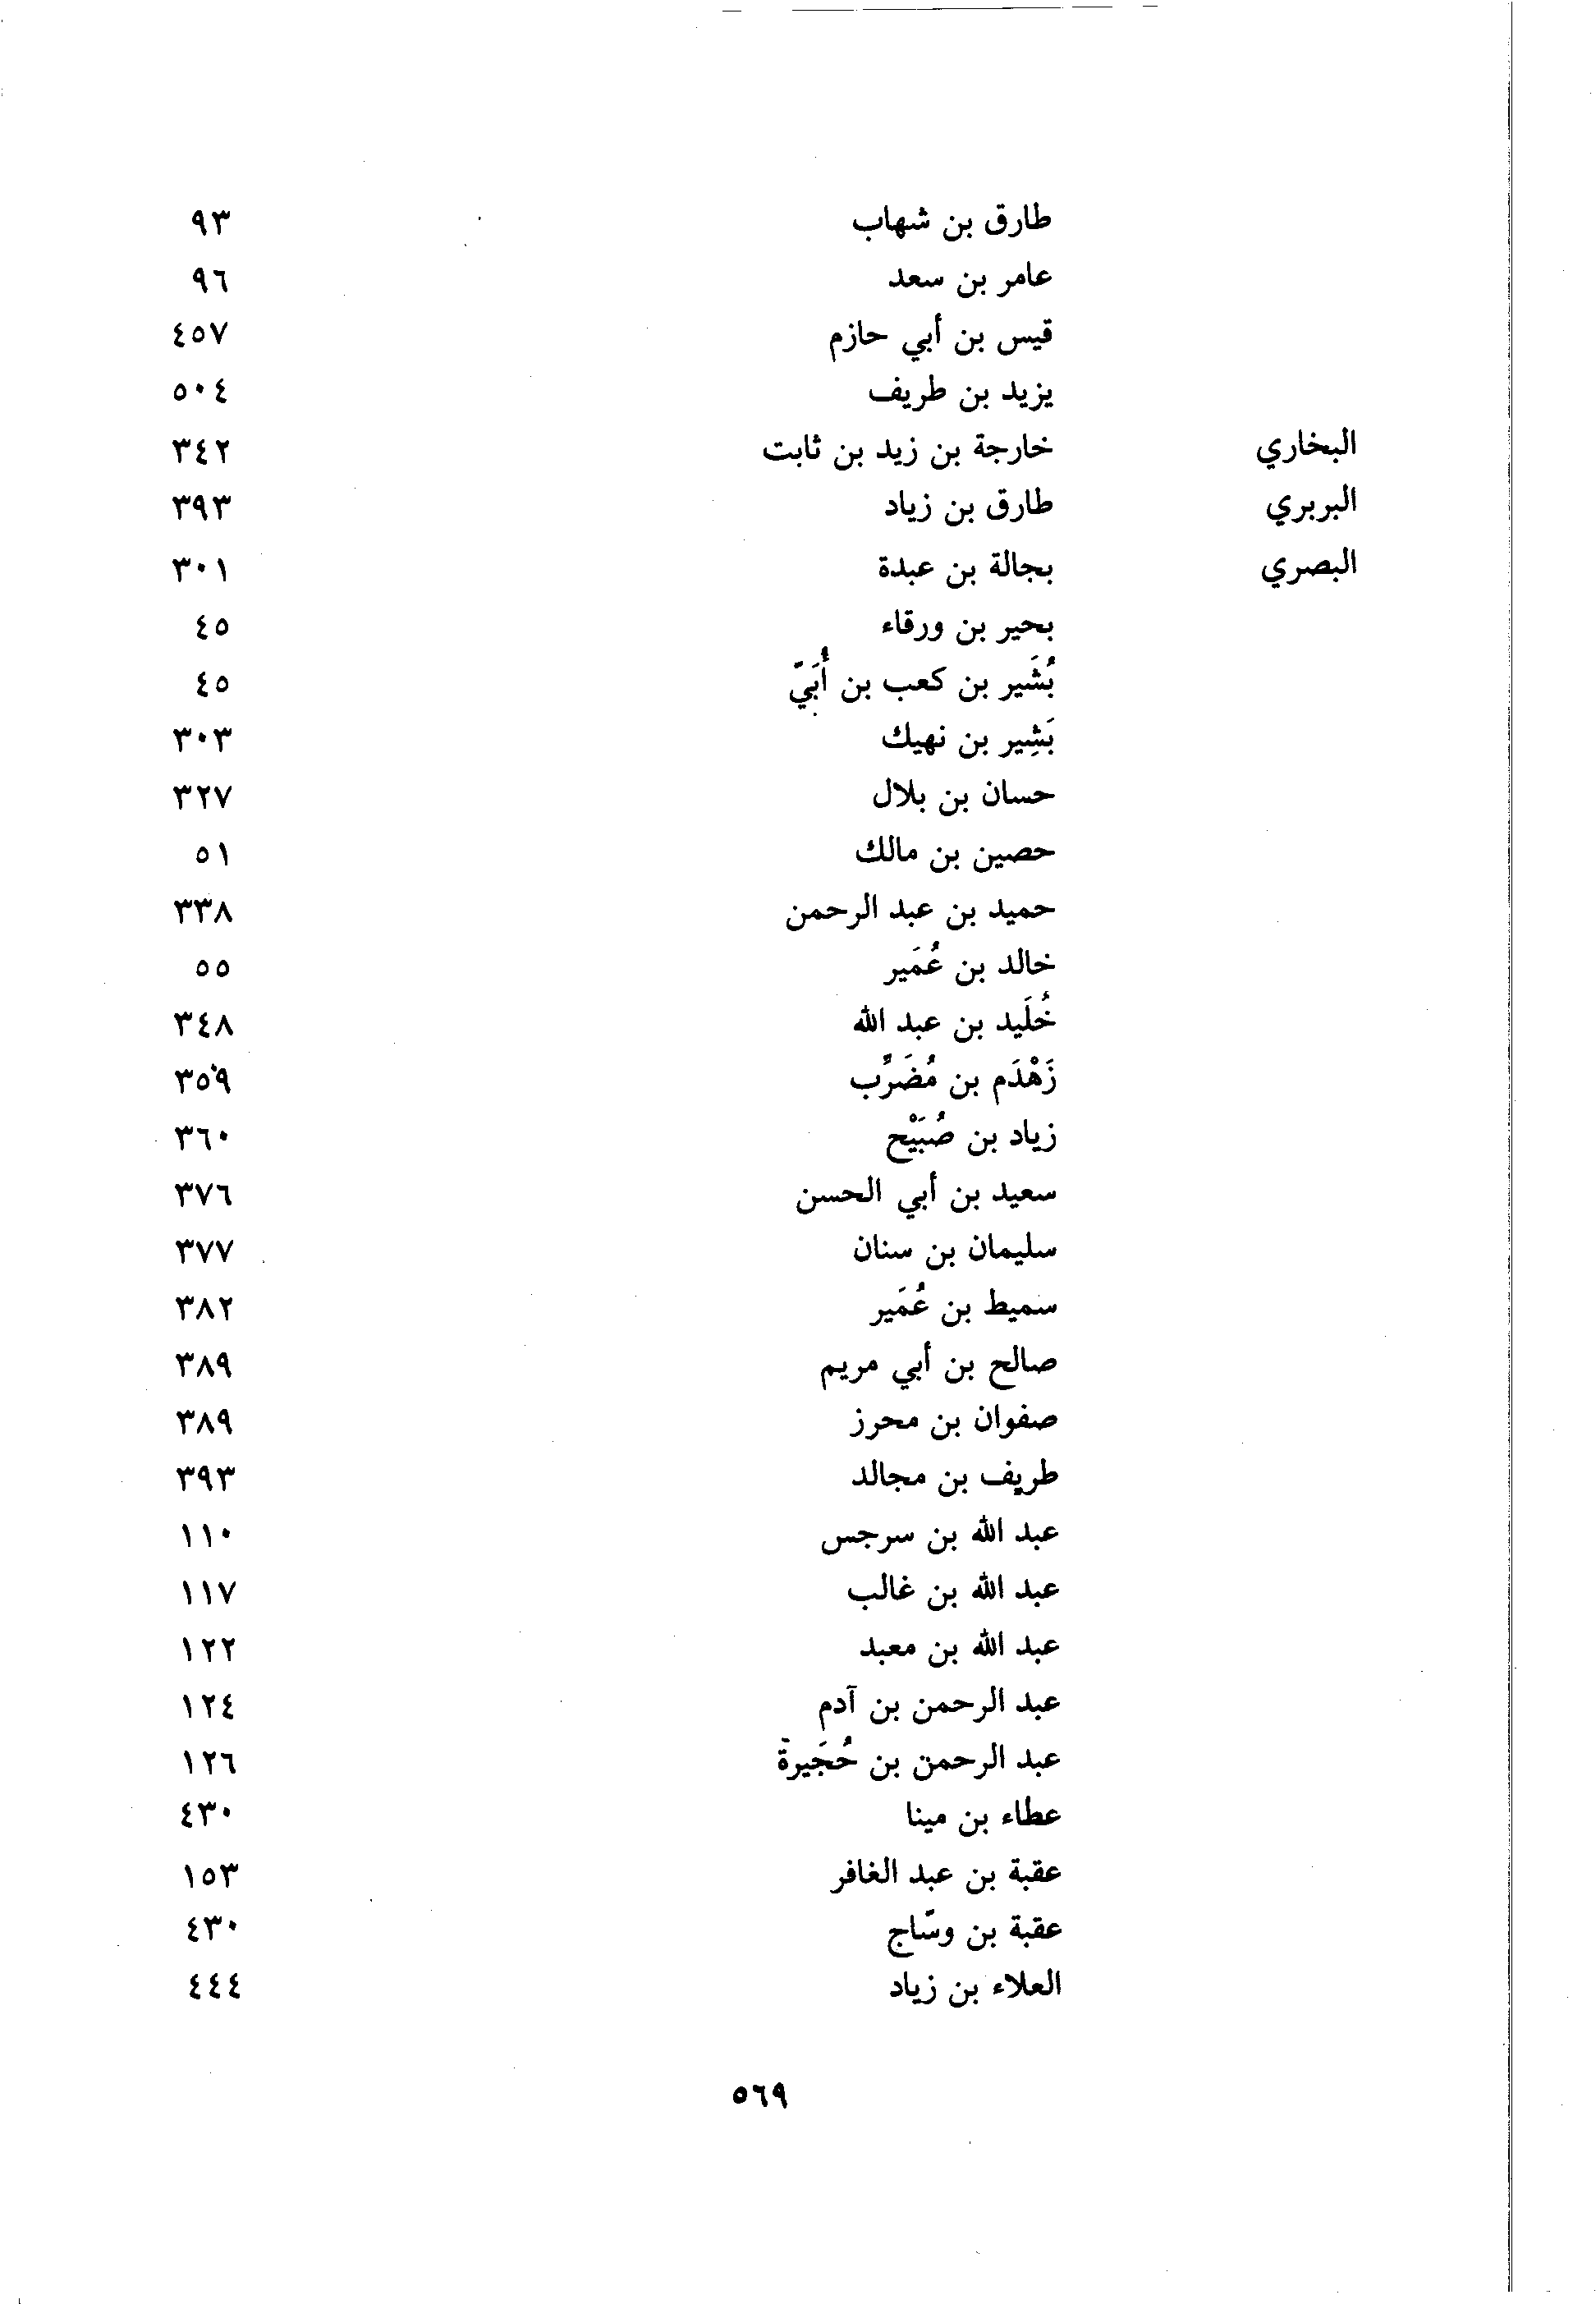 طارق بن شهاب ٩٣
عامر بن سعد ٩٦
قيس بن أبي حازم ٤٥٧
يزيد بن طريف ٥٠٤
البخاري خارجة بن زيد بن ثابت ٣٤٢
البربري طارق بن زياد ٣٩٣
البصري بجالة بن عبدة ٣٠١
بحير بن ورقاء ٤٥
بُشَير بن كعب بن أُبَيّ ٤٥
بَشِير بن نهيك ٣٠٣
حسان بن بلال ٣٢٧
حصين بن مالك ٥١
حميد بن عبد الرحمن ٣٣٨
خالد بن عُمَير ٥٥
خُلَيد بن عبد الله ٣٤٨
زَهْدَم بن مُضَرِّب ٣٥٩
زياد بن صُبَيْح ٣٦٠
سعيد بن أبي الحسن ٣٧٦
سليمان بن سنان ٣٧٧
سميط بن عُمَير ٣٨٢
صالح بن أبي مريم ٣٨٩
صفوان بن محرز ٣٨٩
طريف بن مجالد ٣٩٣
عبد الله بن سرجس ١١٠
عبد الله بن غالب ١١٧
عبد الله بن معبد ١٢٢
عبد الرحمن بن آدم ١٢٤
عبد الرحمن بن حُجَيرة ١٢٦
عطاء بن مينا ٤٣٠
عقبة بن عبد الغافر ١٥٣
عقبة بن وسّاج ٤٣٠
العلاء بن زياد ٤٤٤
٥٦٩